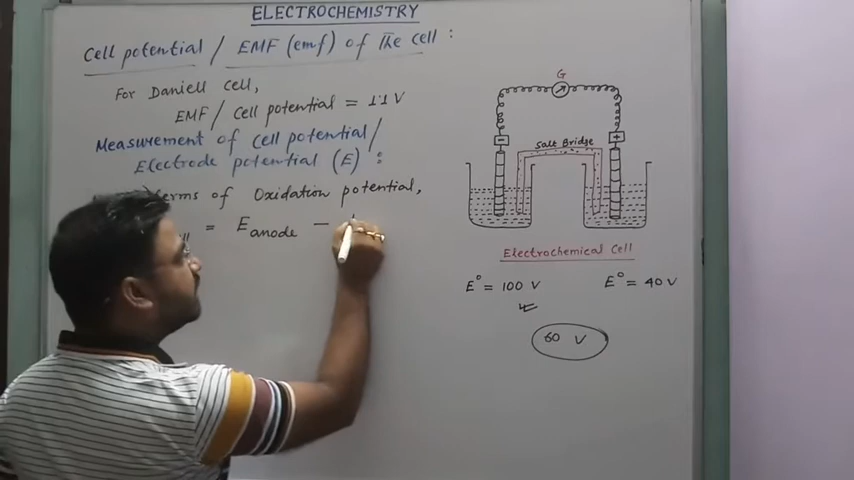 ELECTROCHEMISTRY
Cell potential / EMF (emf) of The cell :
For Daniell cell,
EMF / Cell potential = 1.1 V
Measurement of Cell potential /
Electrode potential (E) :
terms of Oxidation potential,
= E anode -
G
- +
Salt Bridge
Electrochemical Cell
E° = 100 V E° = 40 V
60 V